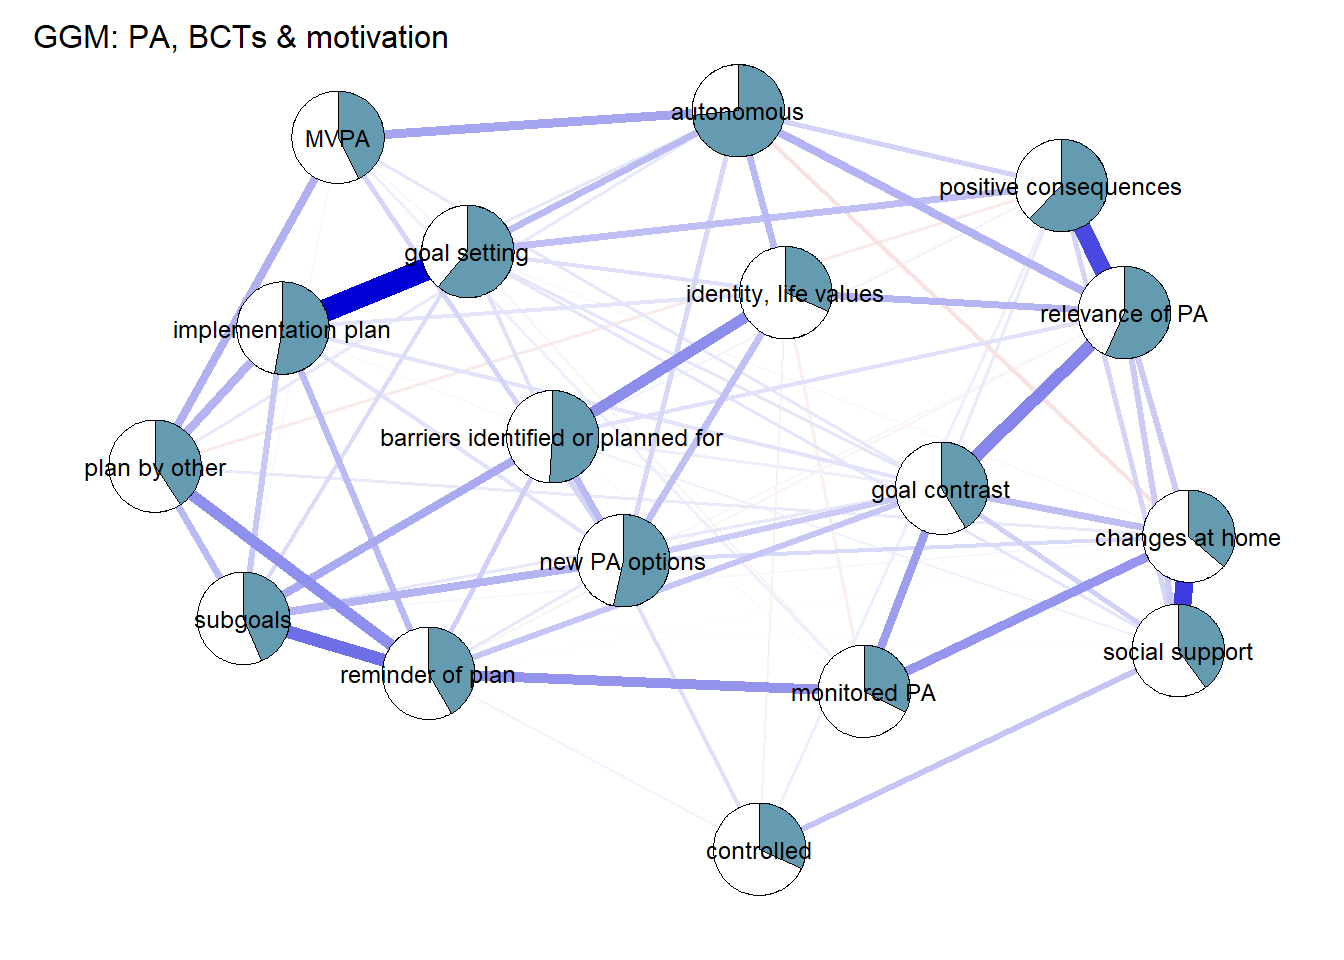 GGM: PA, BCTs & motivation
autonomous
MVPA
positive consequences
goal setting
identity, life values
relevance of PA
implementation plan
barriers identified or planned for
plan by other
goal contrast
changes at home
new PA options
subgoals
social support
reminder of plan
monitored PA
controlled